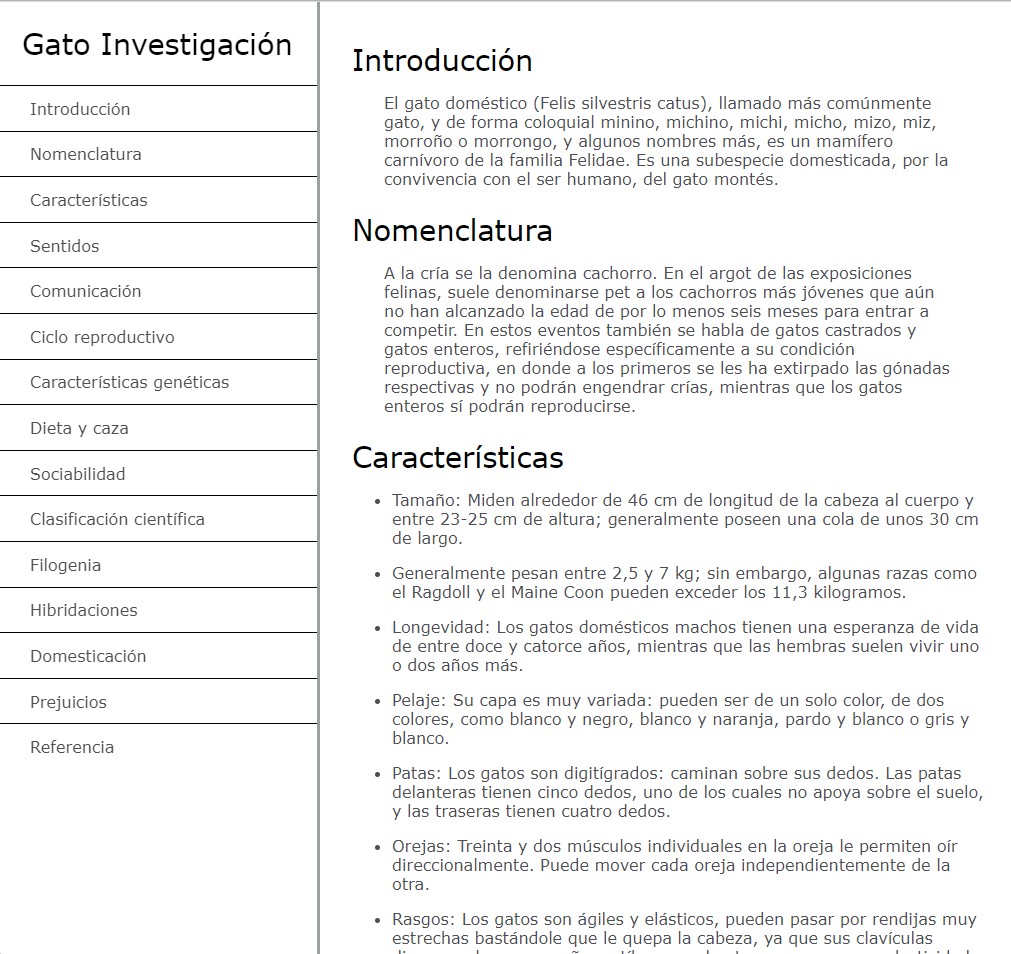 Gato Investigación
Introducción
Nomenclatura
Características
Sentidos
Comunicación
Ciclo reproductivo
Características genéticas
Dieta y caza
Sociabilidad
Clasificación científica
Filogenia
Hibridaciones
Domesticación
Prejuicios
Referencia
Introducción
El gato doméstico (Felis silvestris catus), llamado más comúnmente
gato, y de forma coloquial minino, michino, michi, micho, mizo, miz,
morroño o morrongo, y algunos nombres más, es un mamífero
carnívoro de la familia Felidae. Es una subespecie domesticada, por la
convivencia con el ser humano, del gato montés.
Nomenclatura
A la cría se la denomina cachorro. En el argot de las exposiciones
felinas, suele denominarse pet a los cachorros más jóvenes que aún
no han alcanzado la edad de por lo menos seis meses para entrar a
competir. En estos eventos también se habla de gatos castrados y
gatos enteros, refiriéndose específicamente a su condición
reproductiva, en donde a los primeros se les ha extirpado las gónadas
respectivas y no podrán engendrar crías, mientras que los gatos
enteros sí podrán reproducirse.
Características
• Tamaño: Miden alrededor de 46 cm de longitud de la cabeza al cuerpo y
entre 23-25 cm de altura; generalmente poseen una cola de unos 30 cm
de largo.
• Generalmente pesan entre 2,5 y 7 kg; sin embargo, algunas razas como
el Ragdoll y el Maine Coon pueden exceder los 11,3 kilogramos.
• Longevidad: Los gatos domésticos machos tienen una esperanza de vida
de entre doce y catorce años, mientras que las hembras suelen vivir uno
o dos años más.
• Pelaje: Su capa es muy variada: pueden ser de un solo color, de dos
colores, como blanco y negro, blanco y naranja, pardo y blanco o gris y
blanco.
• Patas: Los gatos son digitígrados: caminan sobre sus dedos. Las patas
delanteras tienen cinco dedos, uno de los cuales no apoya sobre el suelo,
y las traseras tienen cuatro dedos.
• Orejas: Treinta y dos músculos individuales en la oreja le permiten oír
direccionalmente. Puede mover cada oreja independientemente de la
otra.
• Rasgos: Los gatos son ágiles y elásticos, pueden pasar por rendijas muy
estrechas bastándole que le quepa la cabeza, ya que sus clavículas